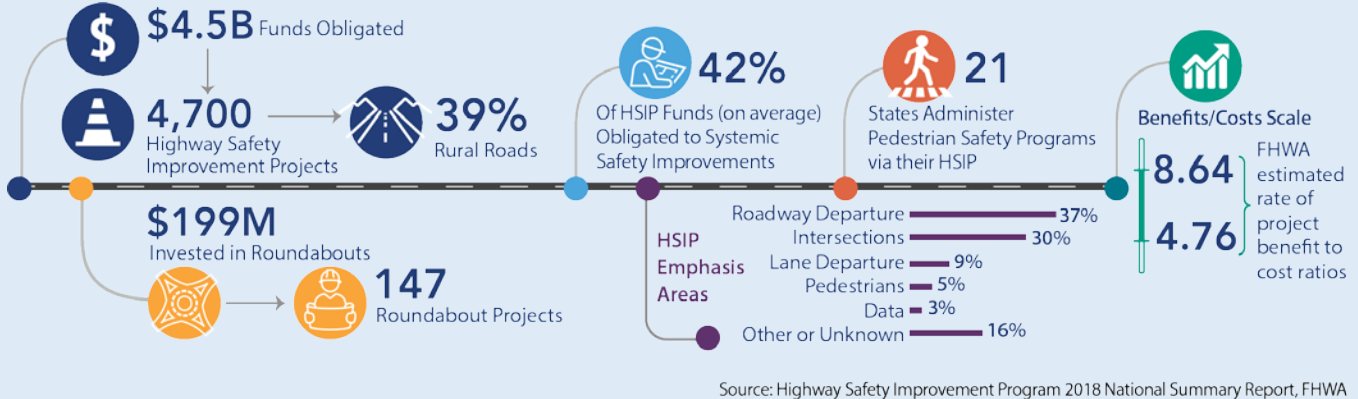 $4.5B Funds Obligated
4,700
Highway Safety
Improvement Projects
39%
Rural Roads
$199M
Invested in Roundabouts
147
Roundabout Projects
42%
Of HSIP Funds (on average)
Obligated to Systemic
Safety Improvements
HSIP
Emphasis
Areas
Roadway Departure 37%
Intersections 30%
Lane Departure 9%
Pedestrians 5%
Data 3%
Other or Unknown 16%
21
States Administer
Pedestrian Safety Programs
via their HSIP
Benefits/Costs Scale
8.64
4.76
FHWA
estimated
rate of
project
benefit to
cost ratios
Source: Highway Safety Improvement Program 2018 National Summary Report, FHWA